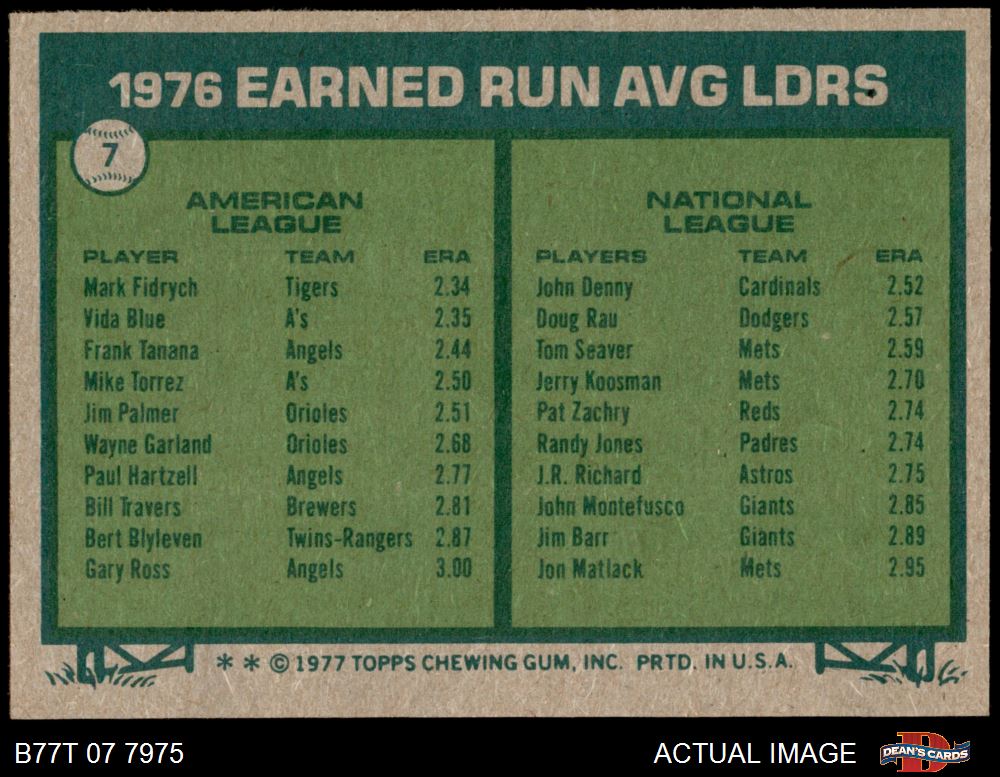 1976 EARNED RUN AVG LDRS
7
AMERICAN
LEAGUE
PLAYER TEAM ERA
Mark Fidrych Tigers 2.34
Vida Blue A's 2.35
Frank Tanana Angels 2.44
Mike Torrez A's 2.50
Jim Palmer Orioles 2.51
Wayne Garland Orioles 2.68
Paul Hartzell Angels 2.77
Bill Travers Brewers 2.81
Bert Blyleven Twins-Rangers 2.87
Gary Ross Angels 3.00
NATIONAL
LEAGUE
PLAYERS TEAM ERA
John Denny Cardinals 2.52
Doug Rau Dodgers 2.57
Tom Seaver Mets 2.59
Jerry Koosman Mets 2.70
Pat Zachry Reds 2.74
Randy Jones Padres 2.74
J.R. Richard Astros 2.75
John Montefusco Giants 2.85
Jim Barr Giants 2.89
Jon Matlack Mets 2.95
* * © 1977 TOPPS CHEWING GUM, INC. PRTD. IN U.S.A.
B77T 07 7975
ACTUAL IMAGE
DEAN'S CARDS